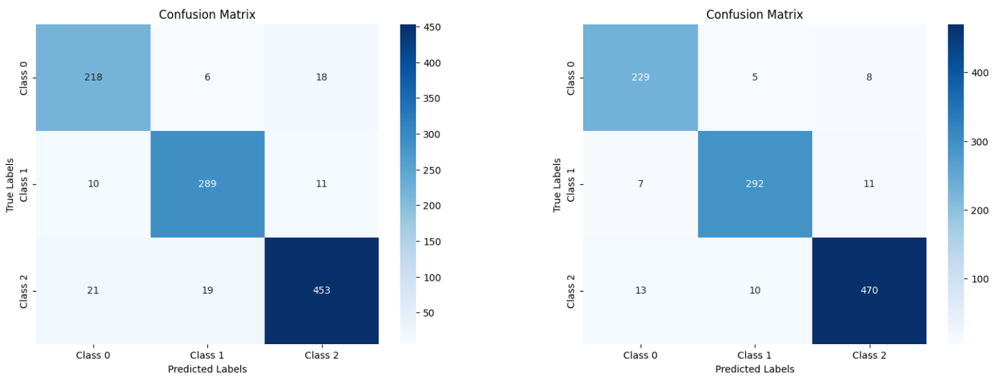 Confusion Matrix
Class 0
Class 1
Class 2
True Labels
218 6 18
10 289 11
21 19 453
Class 0 Class 1 Class 2
Predicted Labels
450
400
350
300
250
200
150
100
50
Confusion Matrix
Class 0
Class 1
Class 2
True Labels
229 5 8
7 292 11
13 10 470
Class 0 Class 1 Class 2
Predicted Labels
400
300
200
100